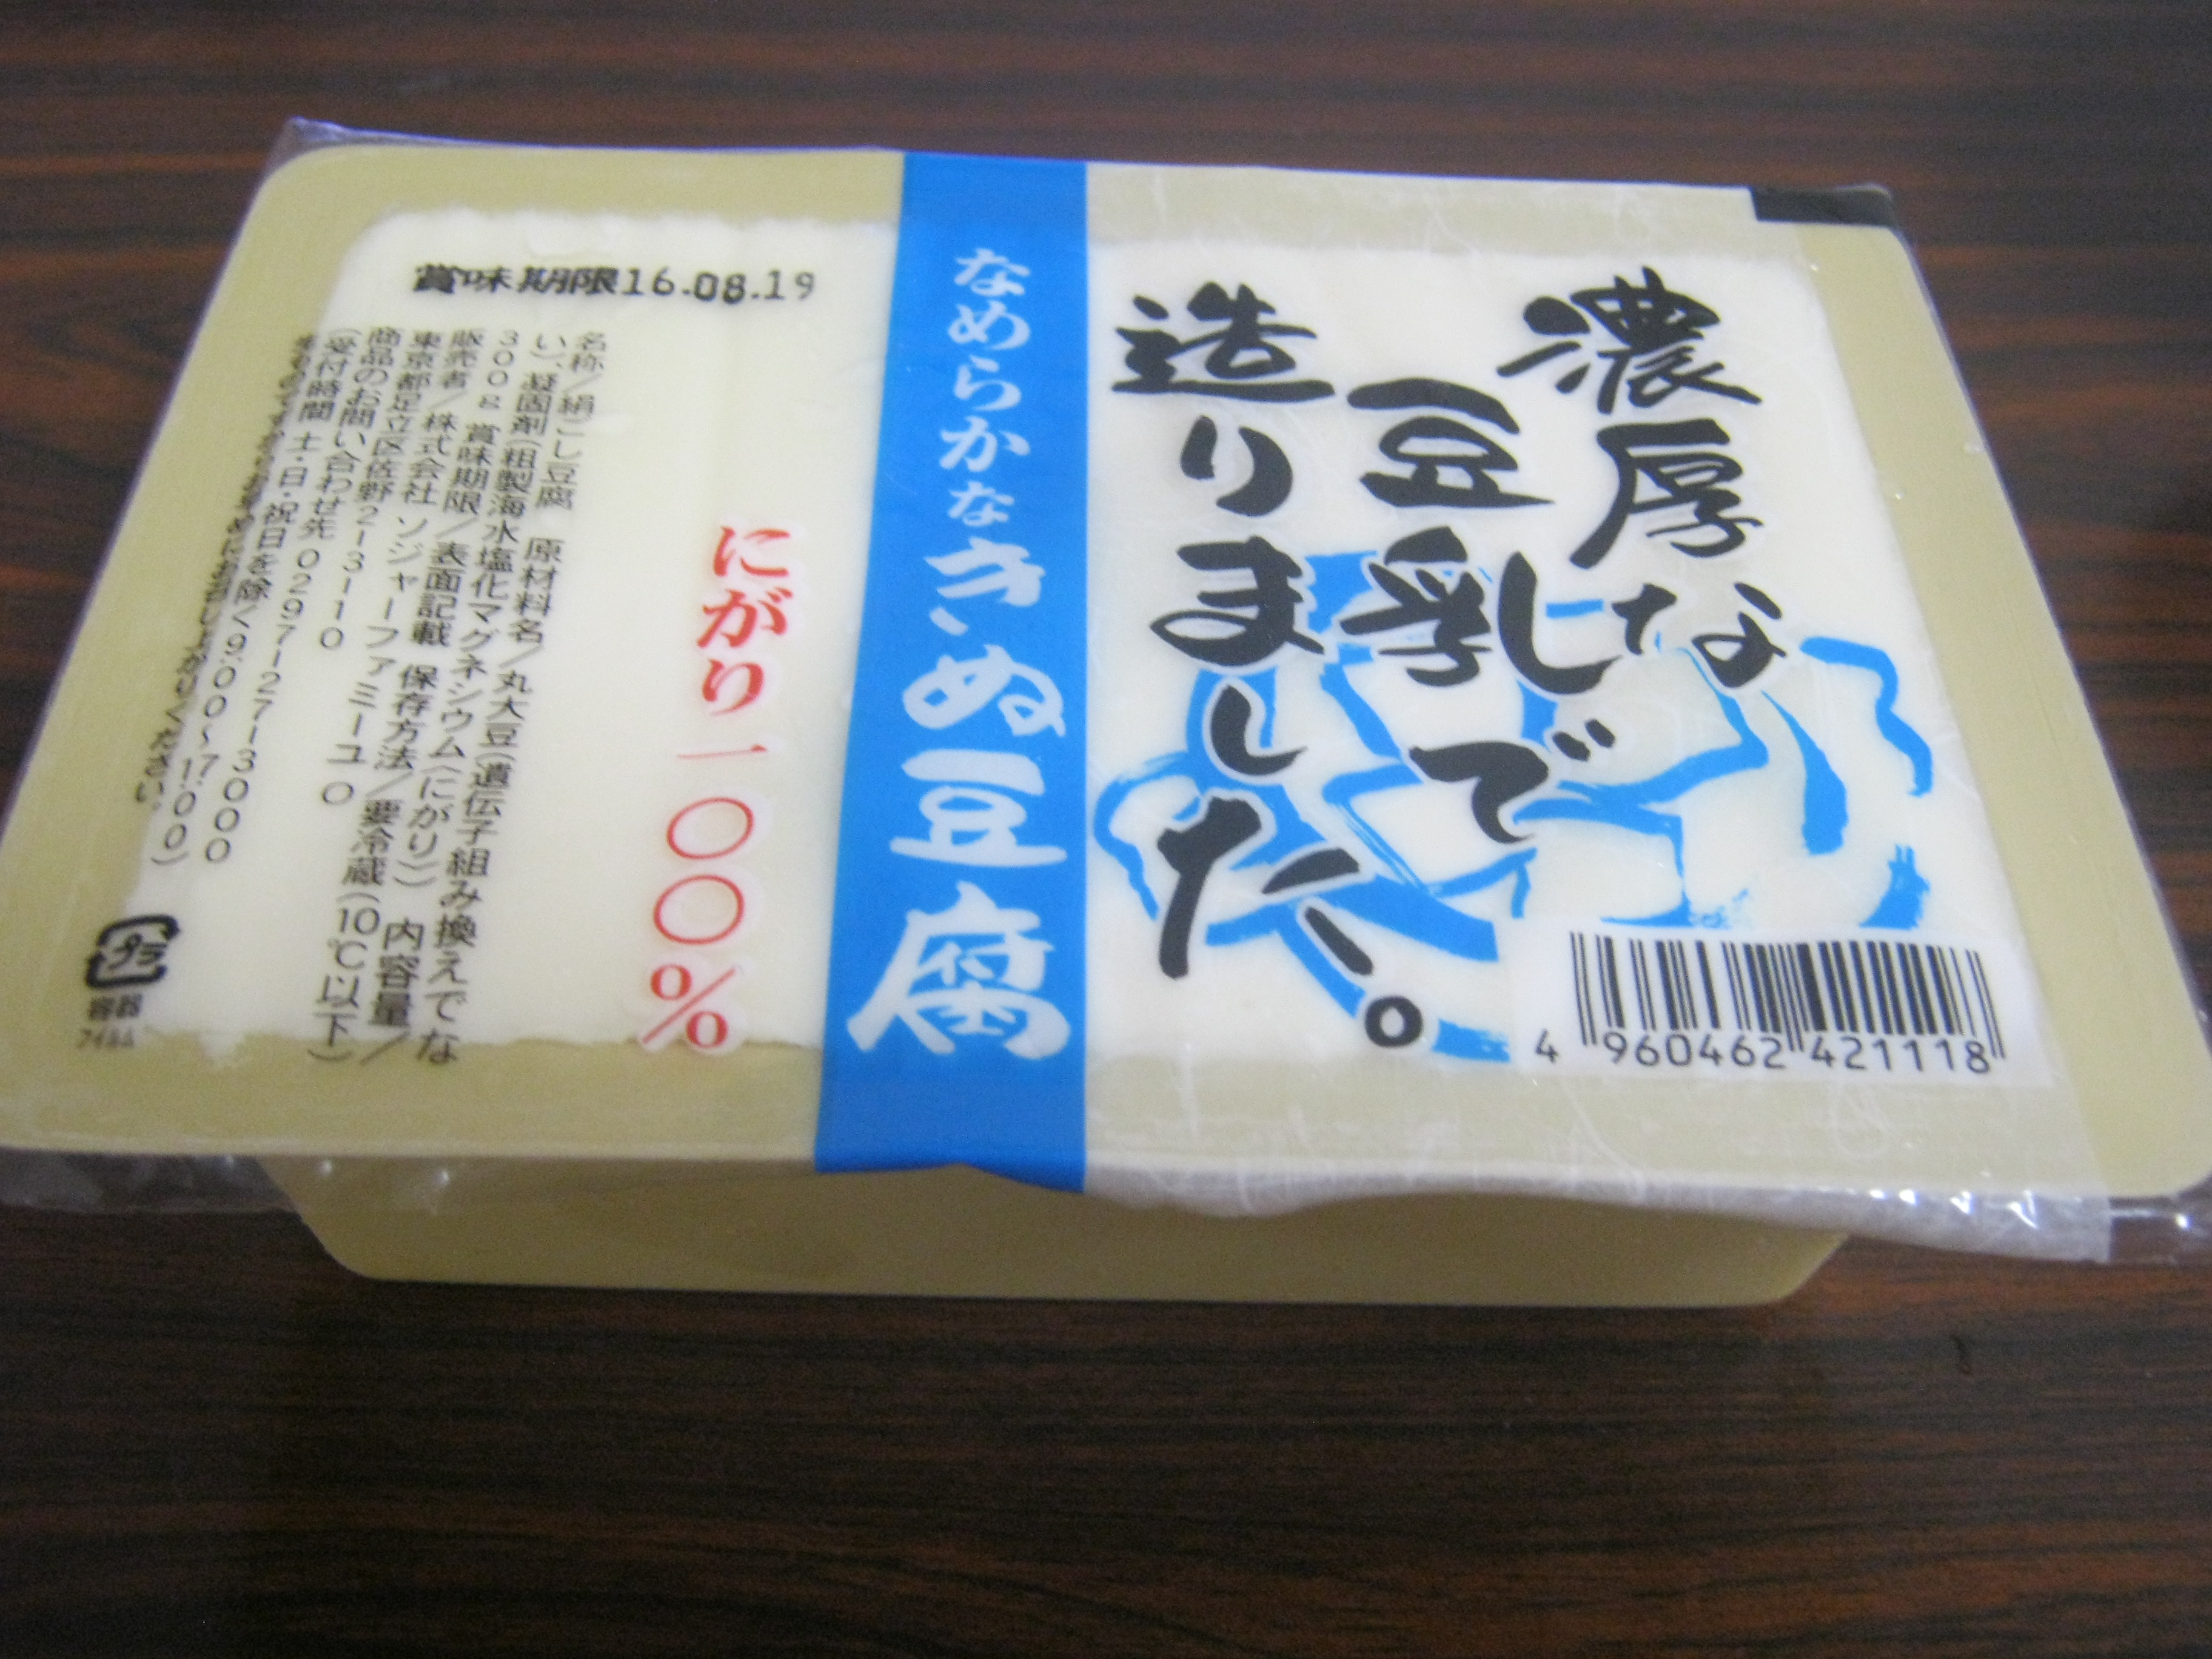 濃厚な
豆乳で
造りました。
なめらかなきぬ豆腐
にがり一〇〇%
賞味期限16.08.19
名称/絹ごし豆腐 原材料名/丸大豆(遺伝子組み換えでな
い)、凝固剤(粗製海水塩化マグネシウム(にがり)) 内容量/
300g 賞味期限/表面記載 保存方法/要冷蔵(10℃以下)
販売者/株式会社 ソジャーファミーユ
東京都足立区佐野2-13-10
商品のお問い合わせ先 0297-27-3000
(受付時間 土・日・祝日を除く9:00~17:00)
プラ
容器
フィルム
4 960462 421118